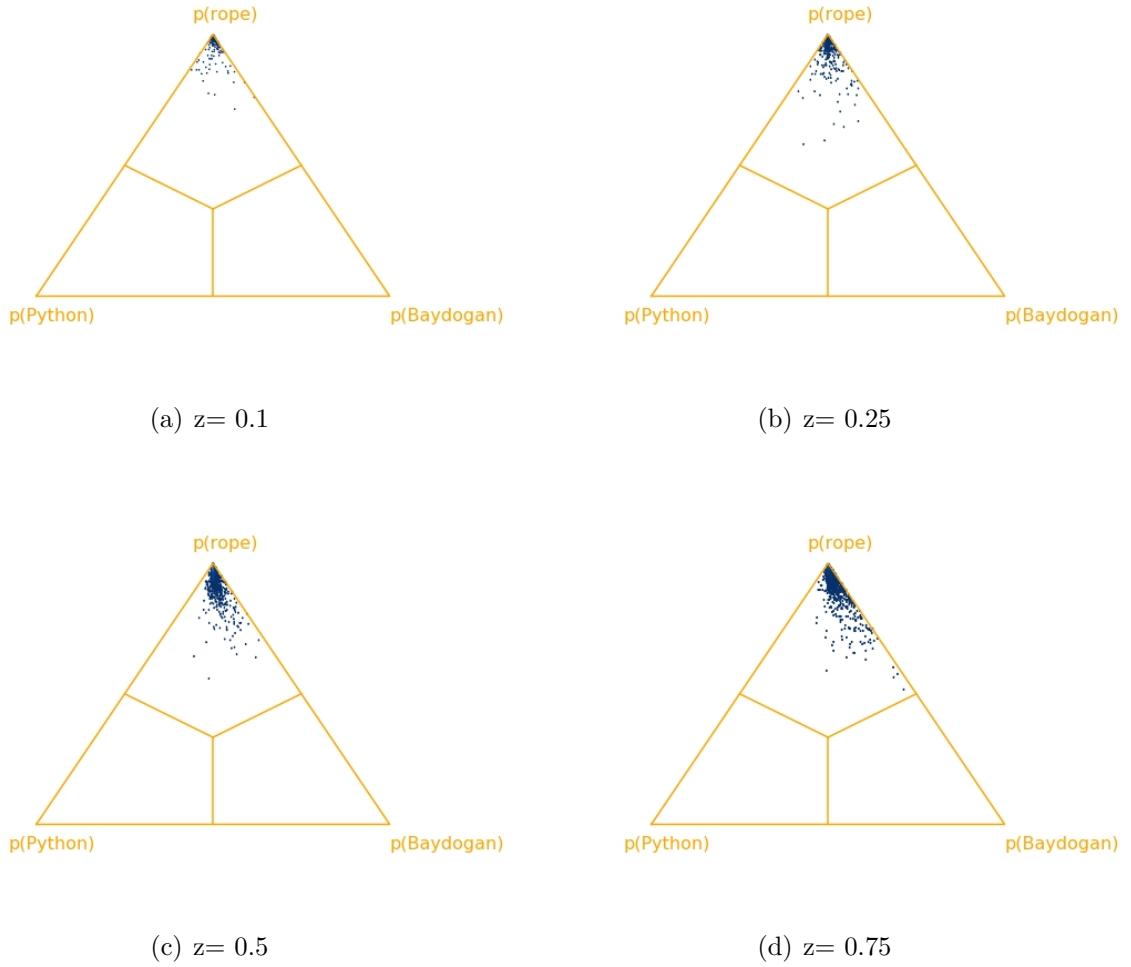 p(rope)
p(rope)
p(Python)
p(Baydogan)
p(Python)
p(Baydogan)
(a) z= 0.1
(b) z= 0.25
p(rope)
p(rope)
p(Python)
p(Baydogan)
p(Python)
p(Baydogan)
(c) z= 0.5
(d) z= 0.75